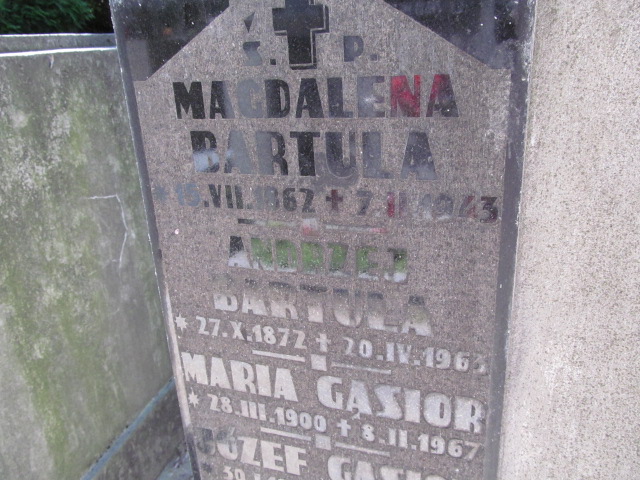 Ś. P.
MAGDALENA
BARTULA
* 19.VII.1862 + 7.II.1943
ANDRZEJ
BARTULA
* 27.X.1872 + 20.IV.1963
MARIA GĄSIOR
* 28.III.1900 + 8.II.1967
JÓZEF GĄSIOR